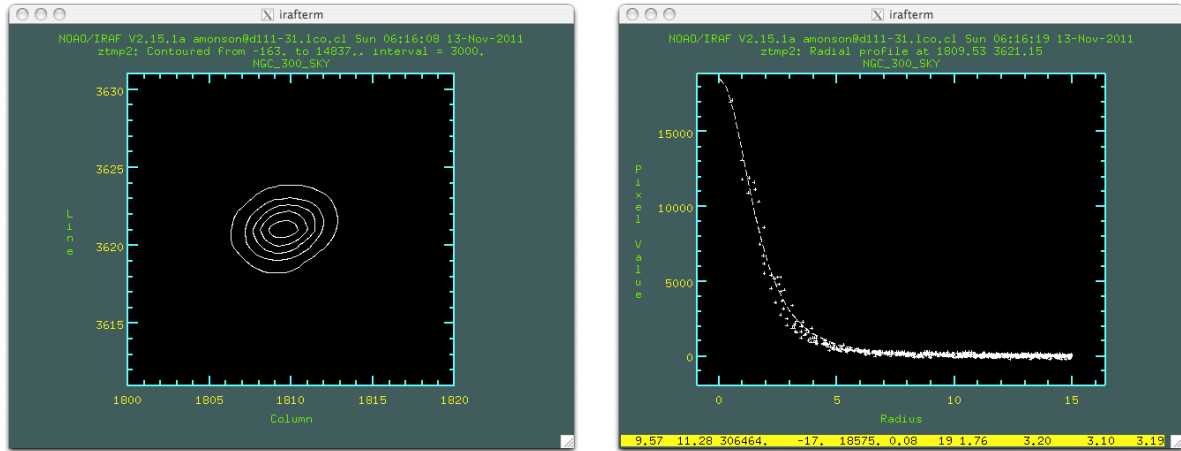 irafterm
NOAO/IRAF V2.15.1a amonson@d111-31.lco.cl Sun 06:16:08 13-Nov-2011
ztmp2: Contoured from -163. to 14837., interval = 3000.
NGC_300_SKY
3630
3625
Line
3620
3615
1800 1805 1810 1815 1820
Column
irafterm
NOAO/IRAF V2.15.1a amonson@d111-31.lco.cl Sun 06:16:19 13-Nov-2011
ztmp2: Radial profile at 1809.53 3621.15
NGC_300_SKY
15000
10000
Pixel Value
5000
0
0 5 10 15
Radius
9.57 11.28 306464. -17. 18575. 0.08 19 1.76 3.20 3.10 3.19